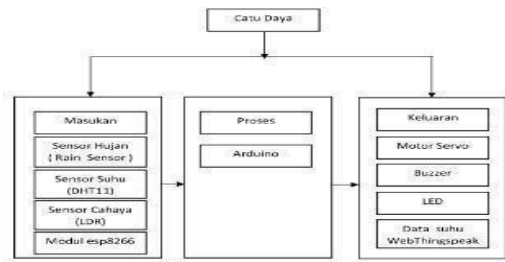 Catu Daya
Masukan
Sensor Hujan
( Rain Sensor )
Sensor Suhu
(DHT11)
Sensor Cahaya
(LDR)
Modul esp8266
Proses
Arduino
Keluaran
Motor Servo
Buzzer
LED
Data suhu
WebThingspeak